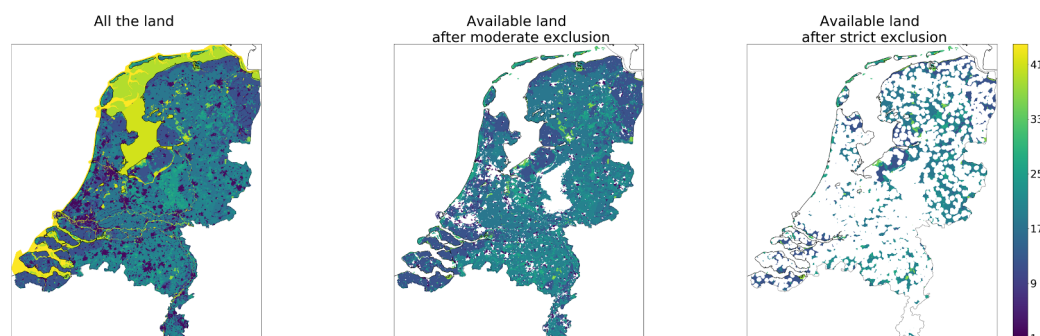 All the land
Available land
after moderate exclusion
Available land
after strict exclusion
41
33
25
17
9